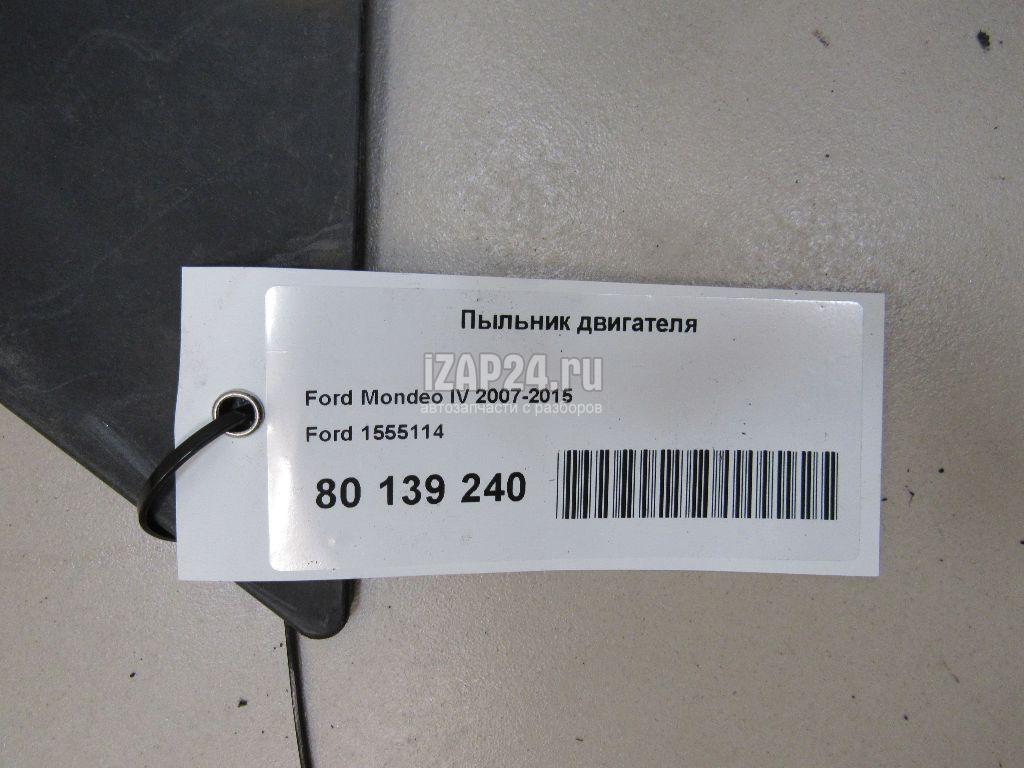 Пыльник двигателя
iZAP24.ru
Ford Mondeo IV 2007-2015
автозапчасти с разборов
Ford 1555114
80 139 240